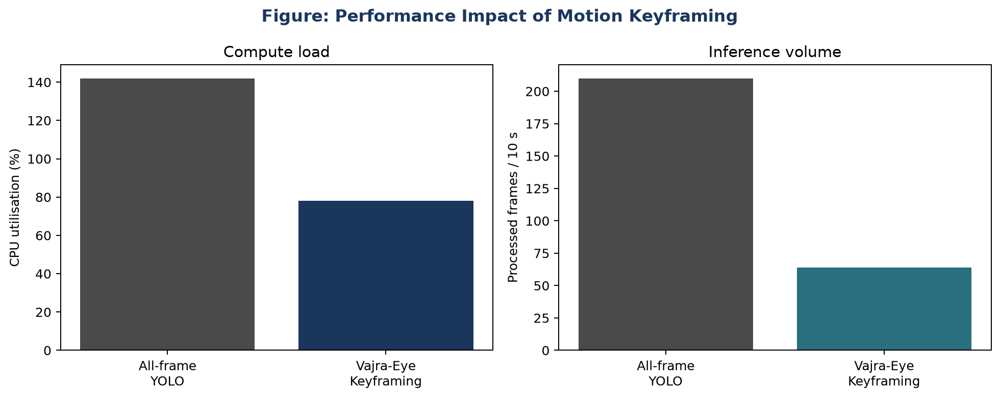 Figure: Performance Impact of Motion Keyframing
Compute load
CPU utilisation (%)
140
120
100
80
60
40
20
0
All-frame
YOLO
Vajra-Eye
Keyframing
Inference volume
Processed frames / 10 s
200
175
150
125
100
75
50
25
0
All-frame
YOLO
Vajra-Eye
Keyframing